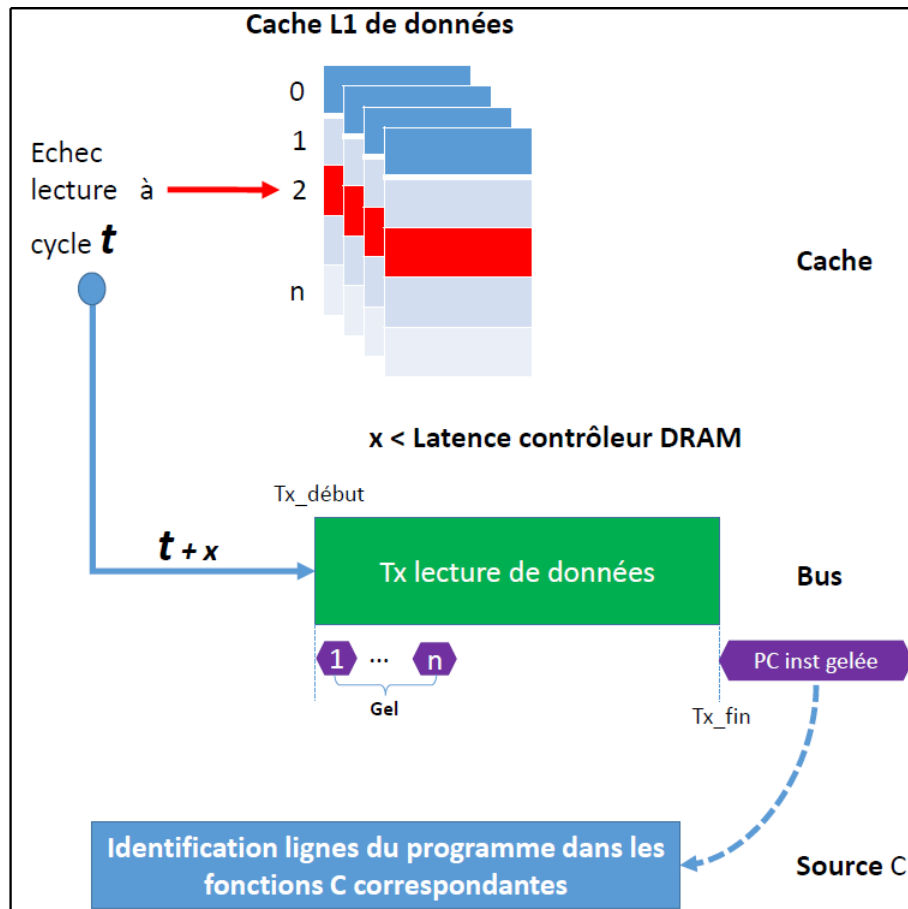 Cache L1 de données
0
1
Echec
lecture à
2
cycle t
n
Cache
x < Latence contrôleur DRAM
Tx_début
t + x
Tx lecture de données
Bus
1 ... n
PC inst gelée
Gel
Tx_fin
Identification lignes du programme dans les
fonctions C correspondantes
Source C